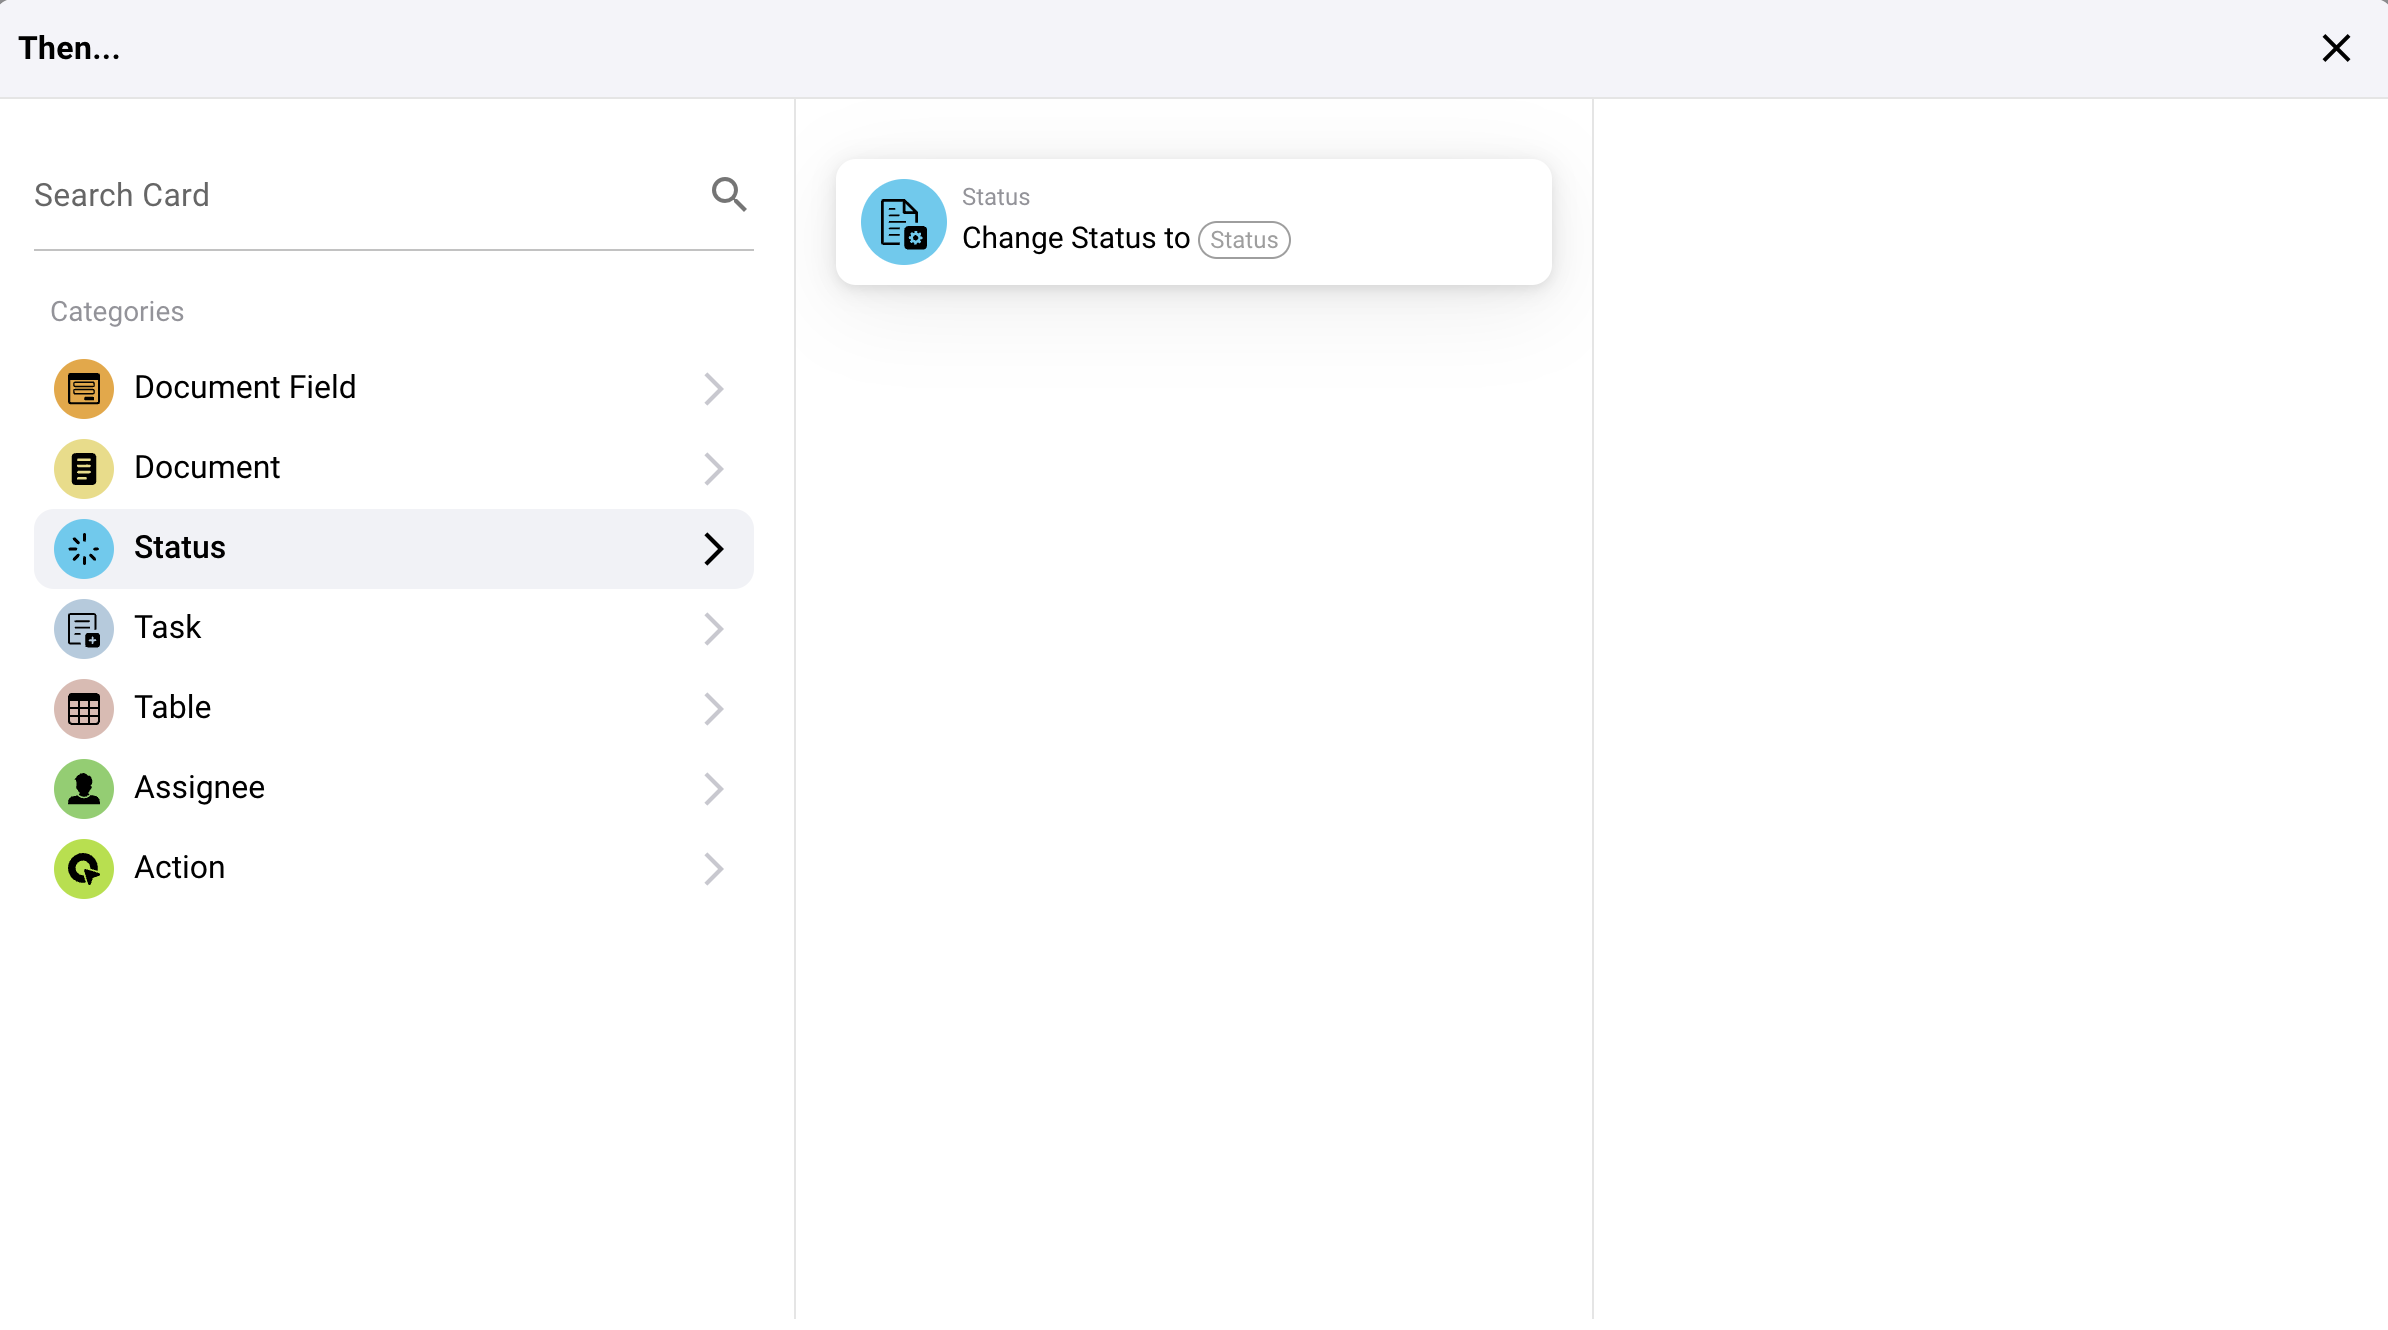 Then...
Search Card
Categories
Document Field
Document
Status
Task
Table
Assignee
Action
Status
Change Status to Status